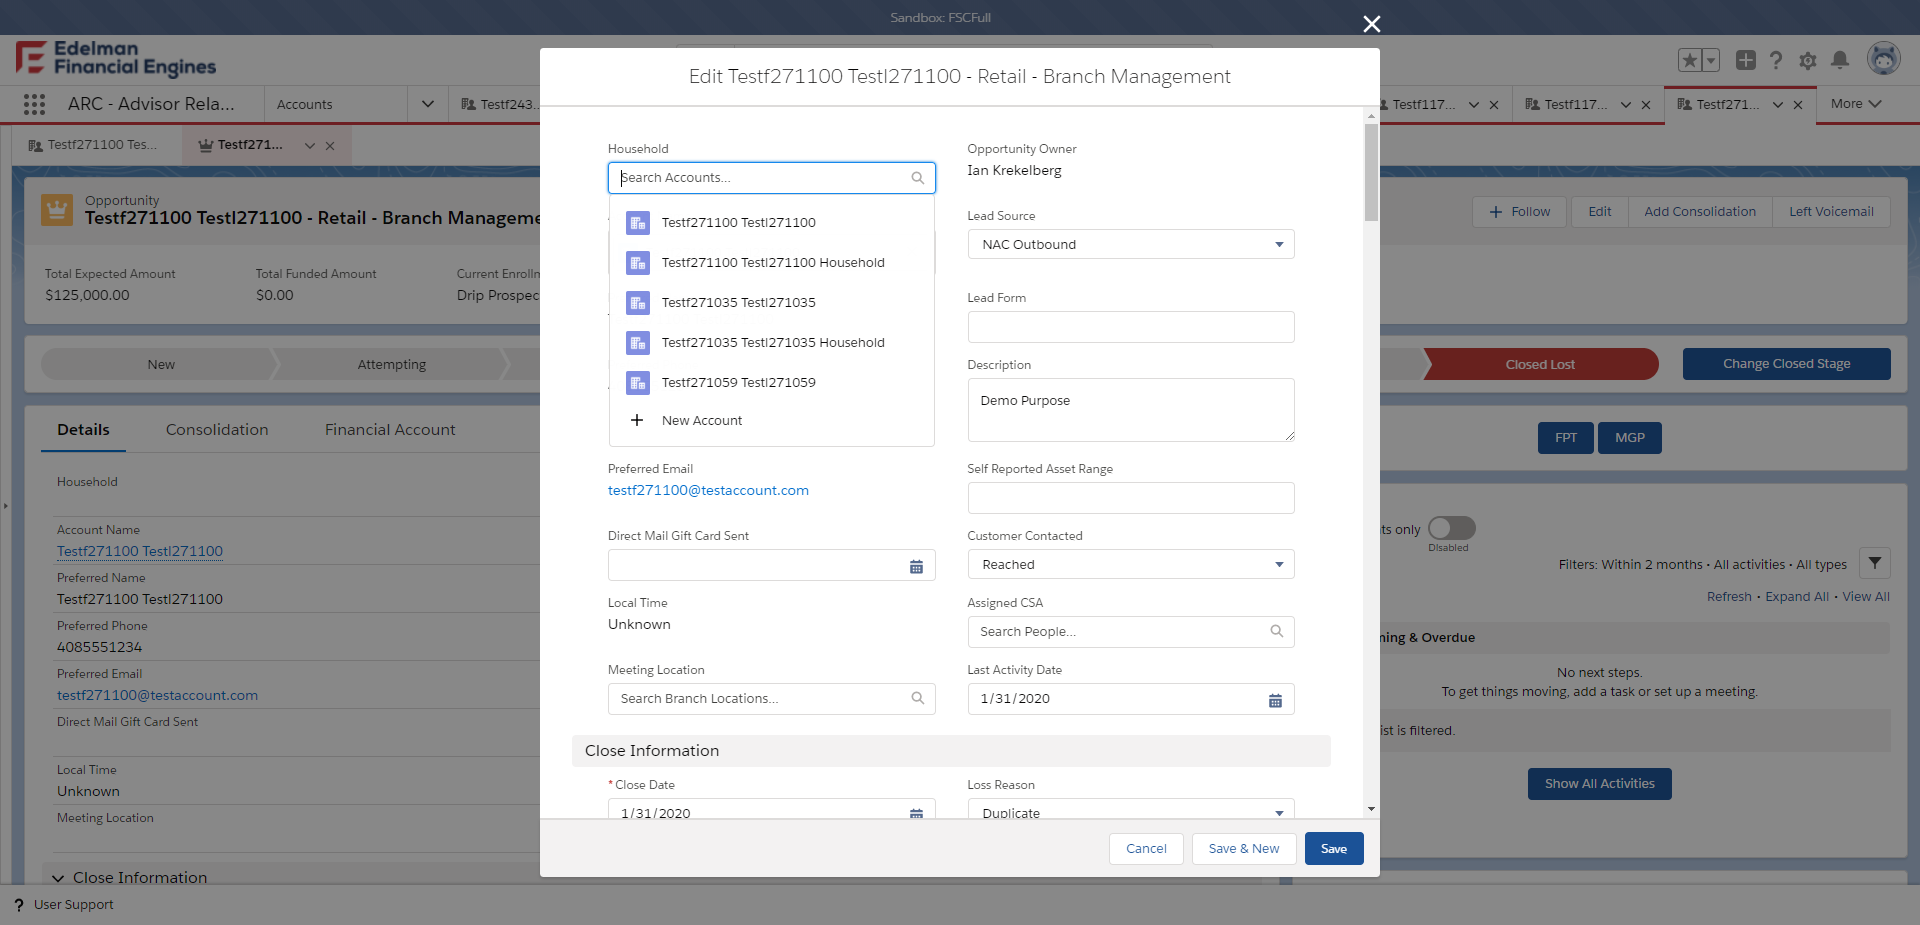 Sandbox: FSCFull
Edelman
Financial Engines
ARC - Advisor Rela...
Accounts
Testf243...
Testf117...
Testf117...
Testf271...
More
Testf271100 Tes...
Testf271...
Opportunity
Testf271100 Testl271100 - Retail - Branch Manageme
Follow
Edit
Add Consolidation
Left Voicemail
Total Expected Amount
$125,000.00
Total Funded Amount
$0.00
Current Enrolln
Drip Prospec
New
Attempting
Closed Lost
Change Closed Stage
Details
Consolidation
Financial Account
FPT
MGP
Household
Account Name
Testf271100 Testl271100
Preferred Name
Testf271100 Testl271100
Preferred Phone
4085551234
Preferred Email
testf271100@testaccount.com
Direct Mail Gift Card Sent
Local Time
Unknown
Meeting Location
Close Information
Edit Testf271100 Testl271100 - Retail - Branch Management
Household
Search Accounts...
Testf271100 Testl271100
Testf271100 Testl271100 Household
Testf271035 Testl271035
Testf271035 Testl271035 Household
Testf271059 Testl271059
New Account
Opportunity Owner
Ian Krekelberg
Lead Source
NAC Outbound
Lead Form
Description
Demo Purpose
Preferred Email
testf271100@testaccount.com
Self Reported Asset Range
Direct Mail Gift Card Sent
Customer Contacted
Reached
Local Time
Unknown
Assigned CSA
Search People...
Meeting Location
Search Branch Locations...
Last Activity Date
1/31/2020
Close Information
*Close Date
1/31/2020
Loss Reason
Duplicate
Cancel
Save & New
Save
ts only
Disabled
Filters: Within 2 months • All activities • All types
Refresh • Expand All • View All
ning & Overdue
No next steps.
To get things moving, add a task or set up a meeting.
ist is filtered.
Show All Activities
? User Support